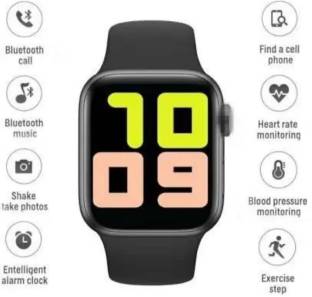 Bluetooth
call
Bluetooth
music
Shake
take photos
Entelligent
alarm clock
10
09
Find a cell
phone
Heart rate
monitoring
Blood pressure
monitoring
Exercise
step